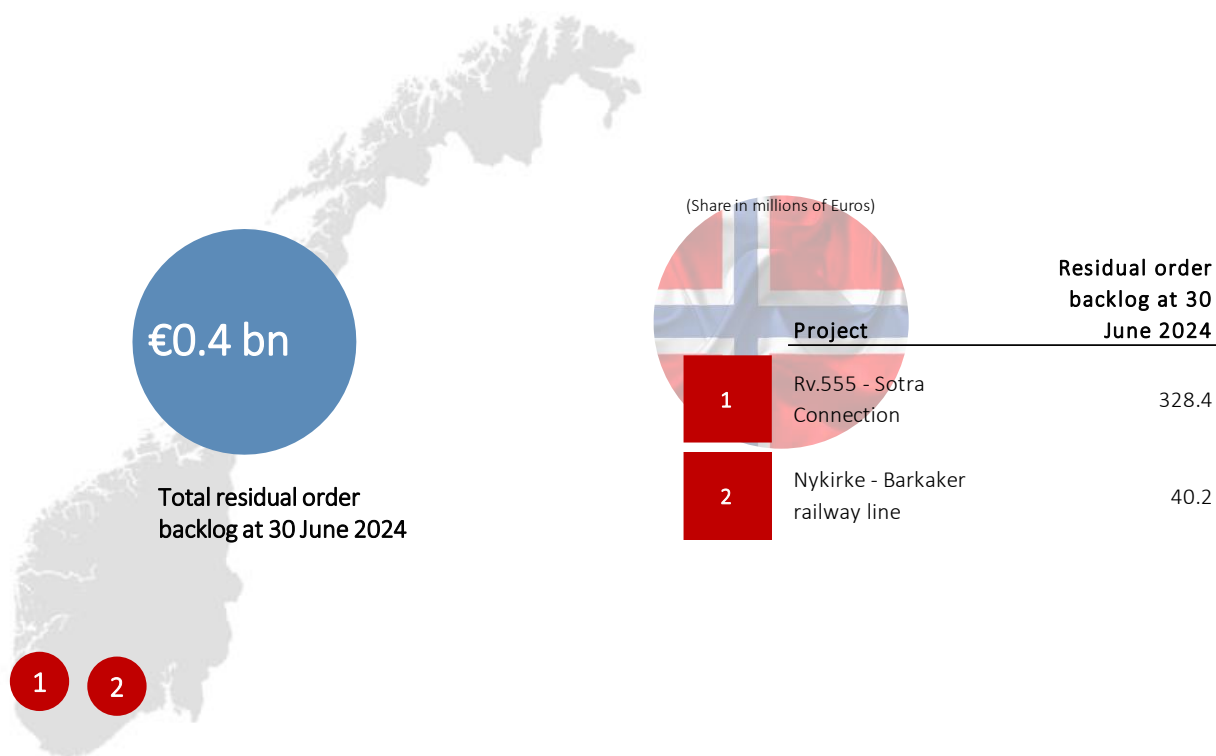 €0.4 bn
Total residual order
backlog at 30 June 2024
1
2
(Share in millions of Euros)
Project
Residual order
backlog at 30
June 2024
1
Rv.555 - Sotra
Connection
328.4
2
Nykirke - Barkaker
railway line
40.2